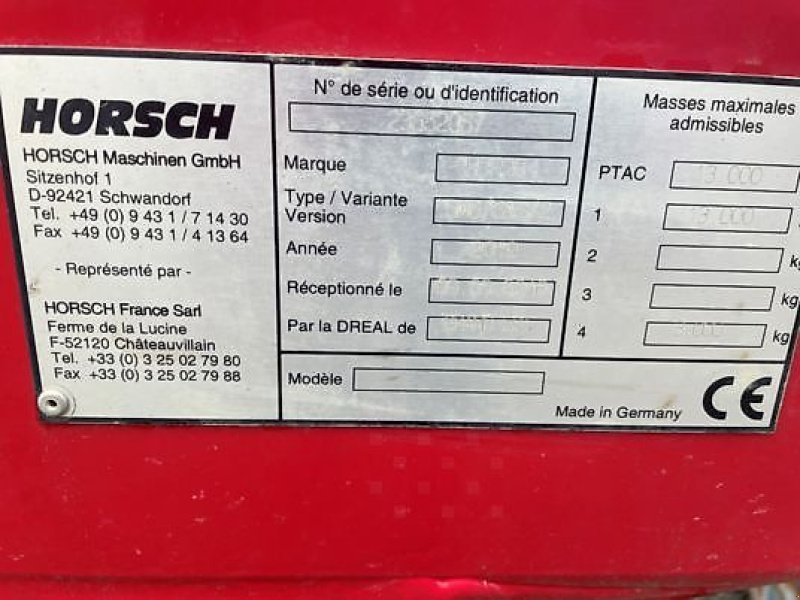 HORSCH
HORSCH Maschinen GmbH
Sitzenhof 1
D-92421 Schwandorf
Tel. +49 (0) 9 43 1 / 7 14 30
Fax +49 (0) 9 43 1 / 4 13 64
- Représenté par -
HORSCH France Sarl
Ferme de la Lucine
F-52120 Châteauvillain
Tel. +33 (0) 3 25 02 79 80
Fax +33 (0) 3 25 02 79 88
N° de série ou d'identification
Marque
Type / Variante
Version
Année
Réceptionné le
Par la DREAL de
Modèle
Made in Germany
CE
Masses maximales
admissibles
PTAC 13 000
1 13 000
2 kg
3 kg
4 kg